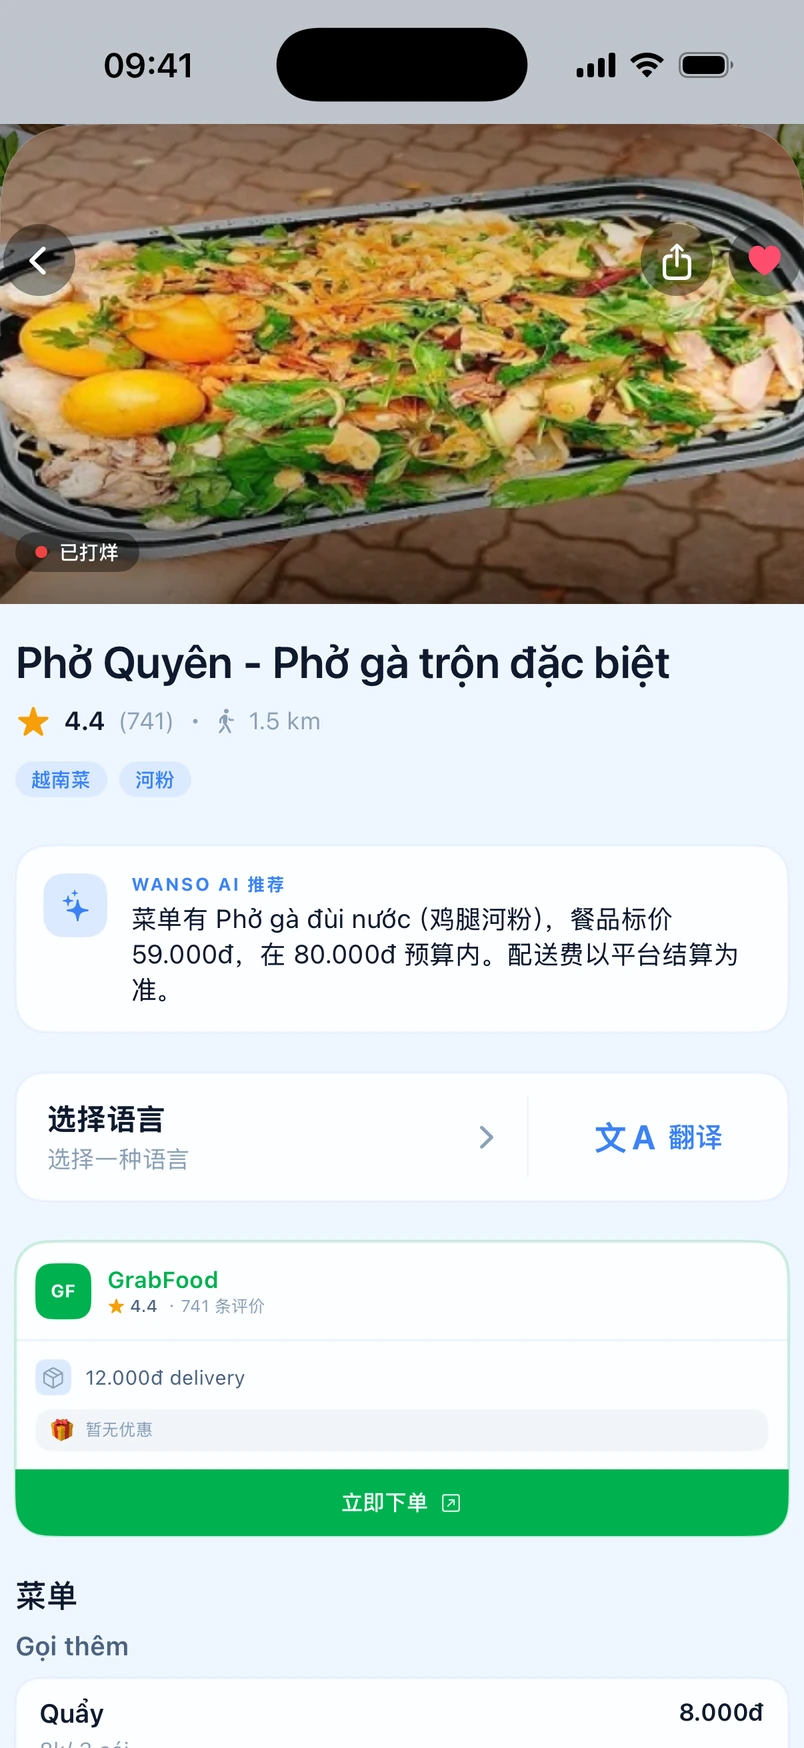 09:41
已打烊
Phở Quyên - Phở gà trộn đặc biệt
4.4 (741) · 1.5 km
越南菜 河粉
WANSO AI 推荐
菜单有 Phở gà đùi nước (鸡腿河粉)，餐品标价
59.000đ，在 80.000đ 预算内。配送费以平台结算为
准。
选择语言
选择一种语言
文A 翻译
GF GrabFood
4.4 · 741 条评价
12.000đ delivery
暂无优惠
立即下单
菜单
Gọi thêm
Quẩy 8.000đ